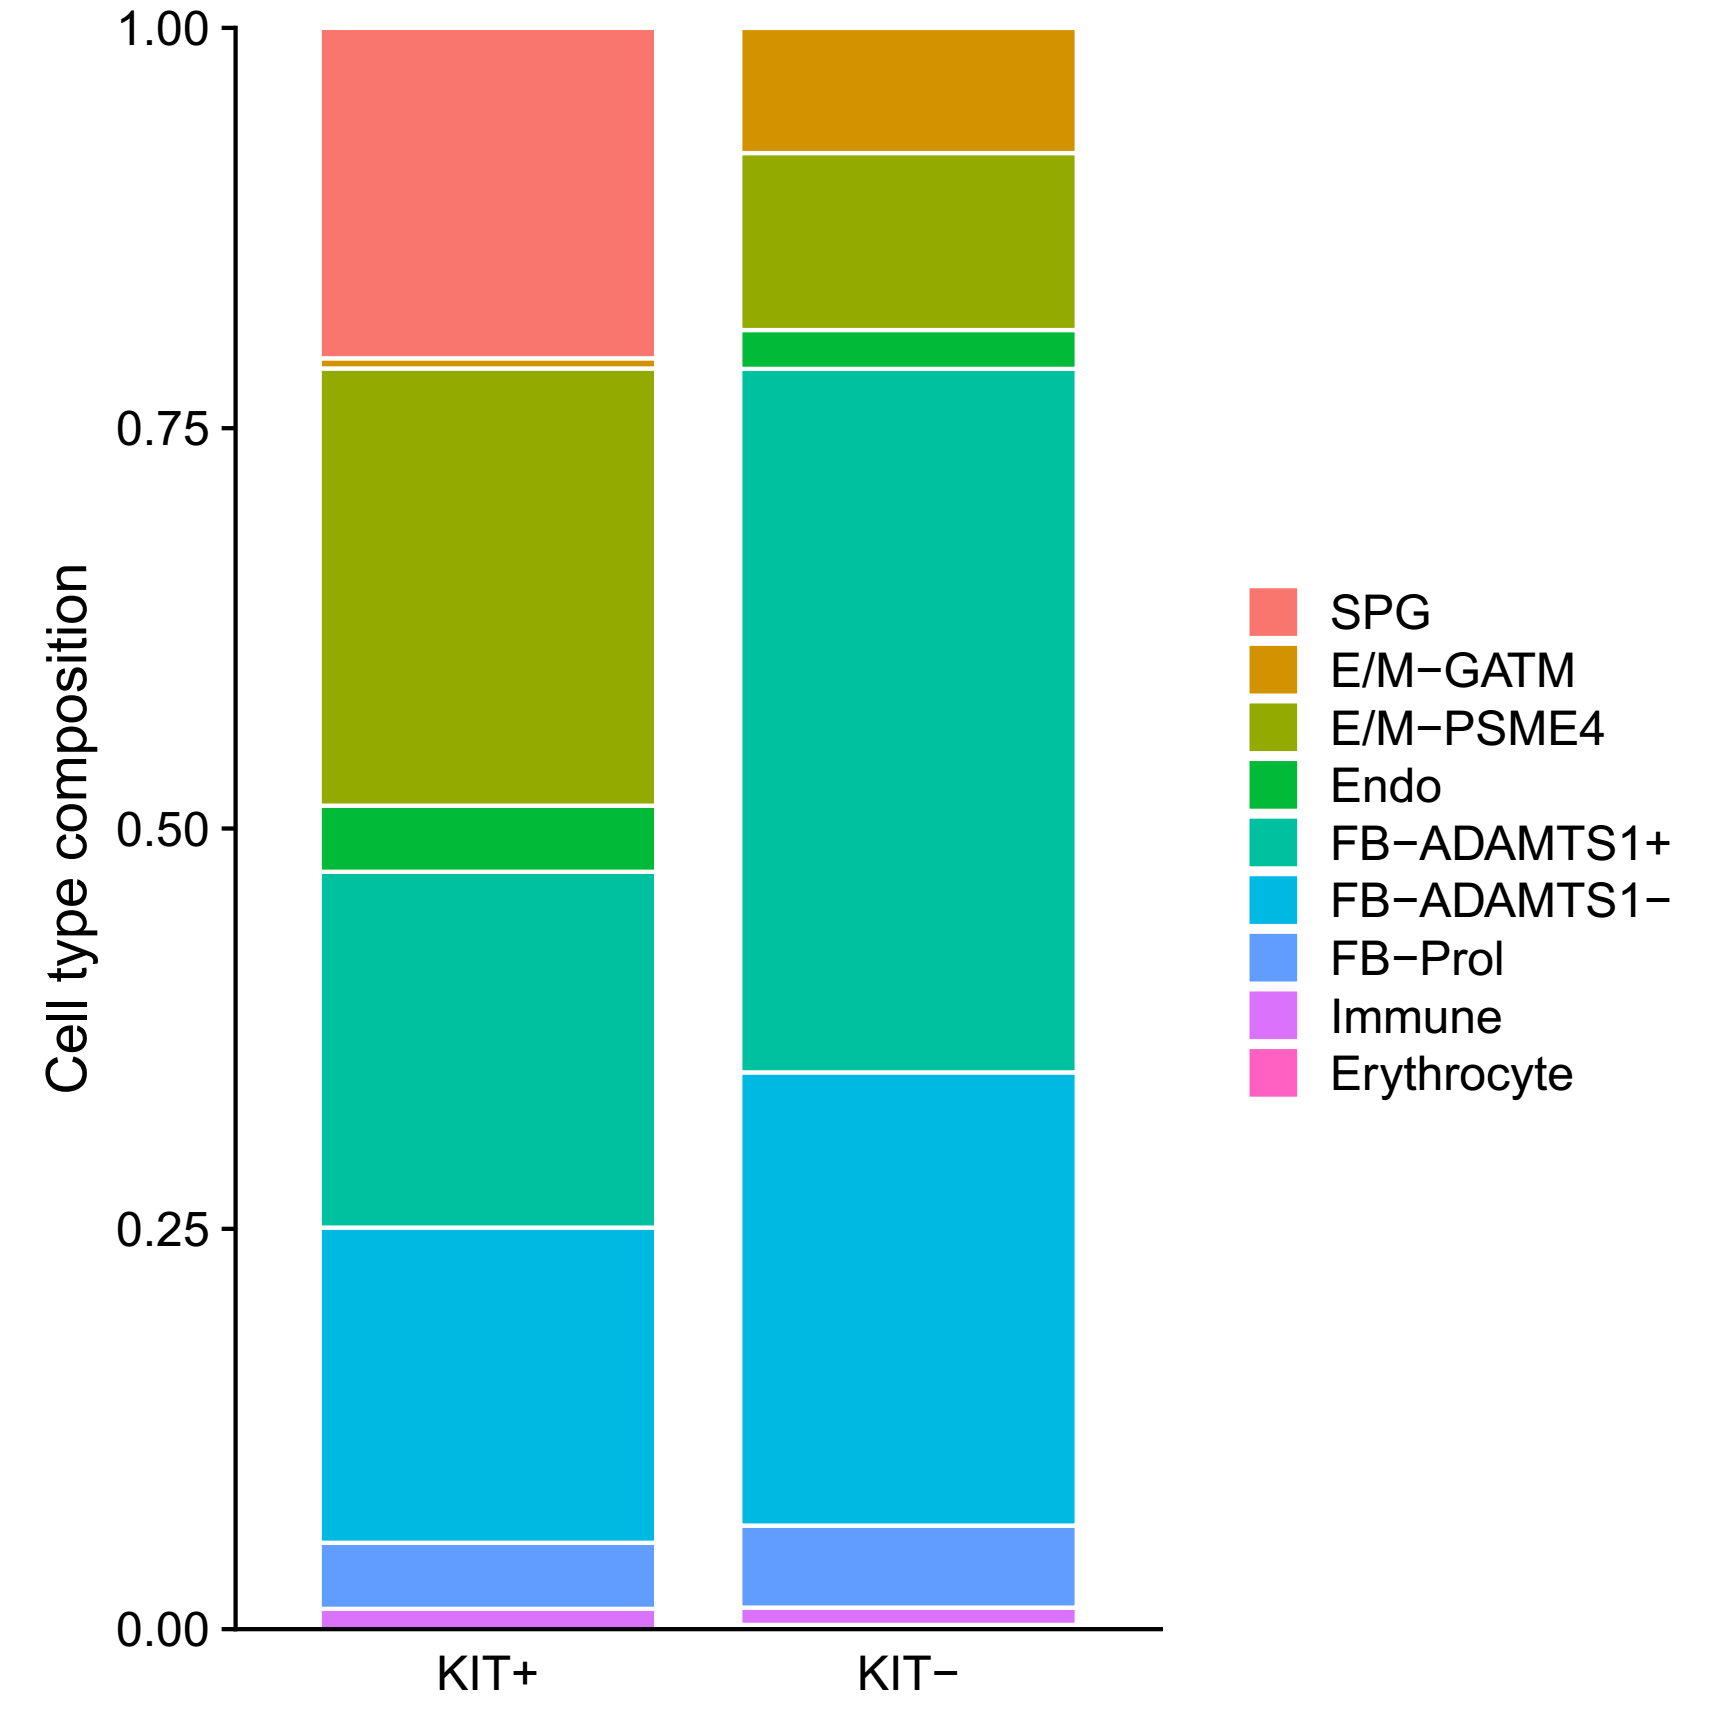 1.00
0.75
0.50
0.25
0.00
Cell type composition
KIT+
KIT−
SPG
E/M−GATM
E/M−PSME4
Endo
FB−ADAMTS1+
FB−ADAMTS1−
FB−Prol
Immune
Erythrocyte